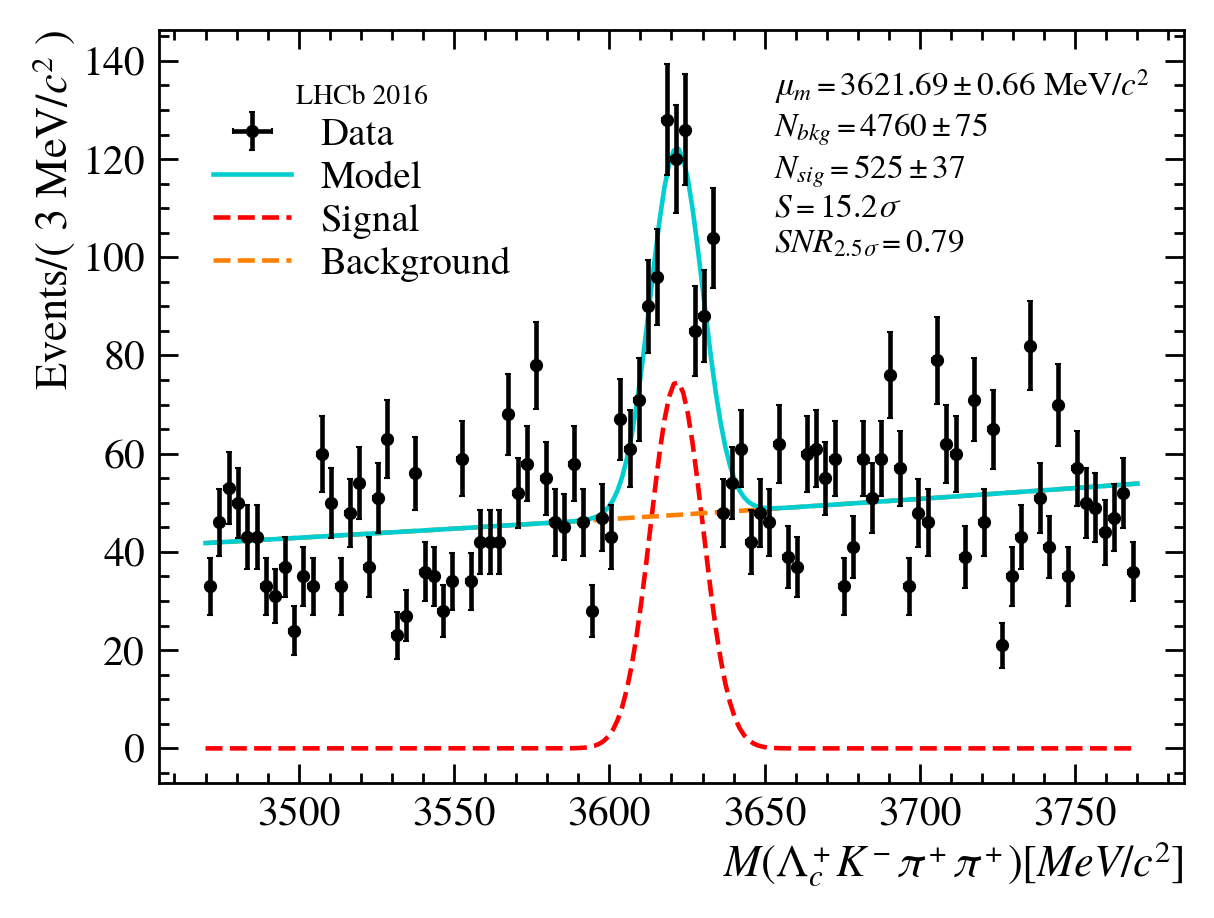 Events/( 3 MeV/c² )
140
120
100
80
60
40
20
0
LHCb 2016
Data
Model
Signal
Background
μₘ = 3621.69 ± 0.66 MeV/c²
N_bkg = 4760 ± 75
N_sig = 525 ± 37
S = 15.2σ
SNR_2.5σ = 0.79
3500 3550 3600 3650 3700 3750
M(Λ_c⁺ K⁻ π⁺ π⁺)[MeV/c²]